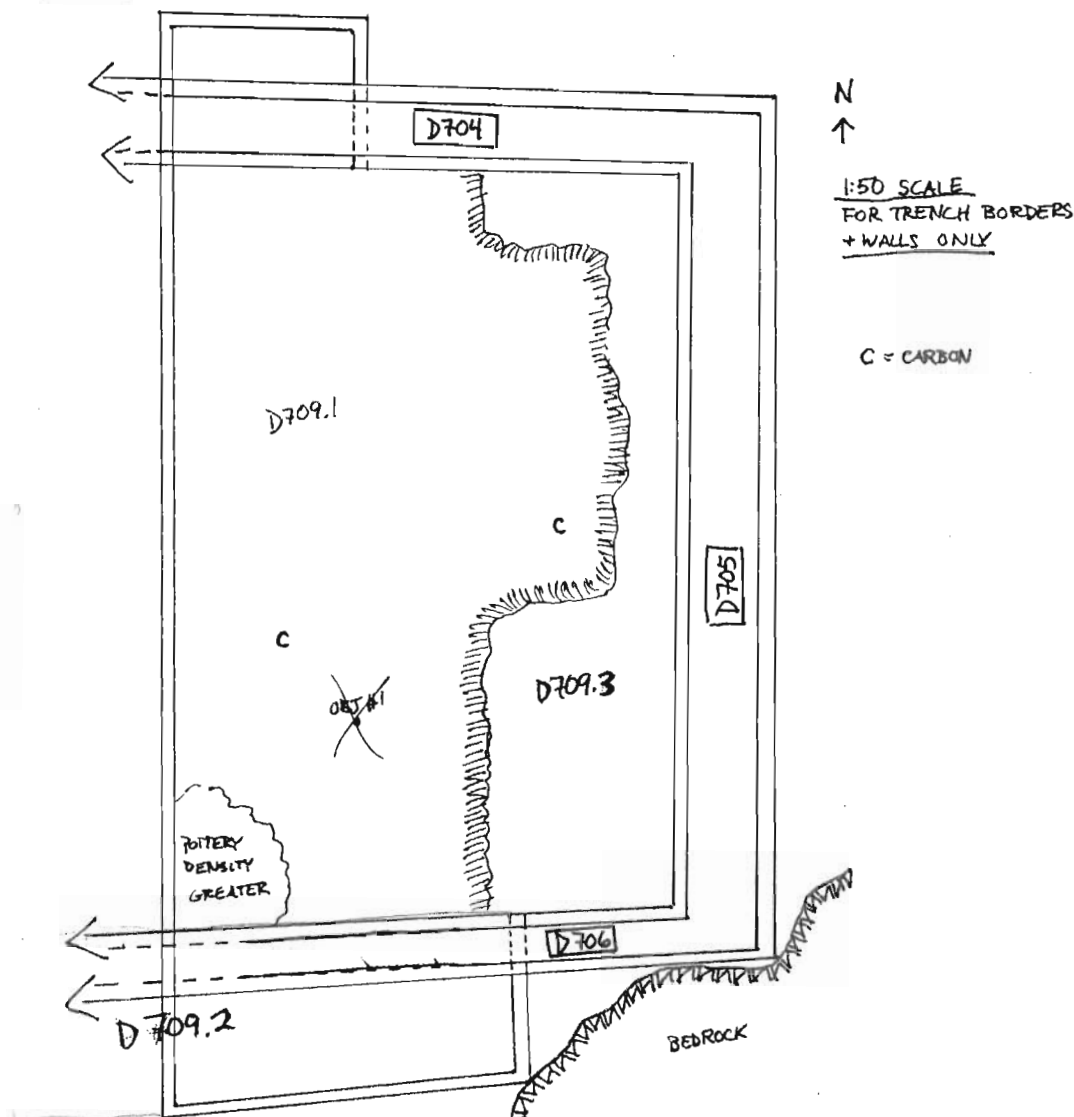 N
D704
1:50 SCALE
FOR TRENCH BORDERS
+ WALLS ONLY
C = CARBON
D709.1
C
D705
C
D709.3
OBJ #1
POTTERY
DENSITY
GREATER
D706
D709.2
BEDROCK